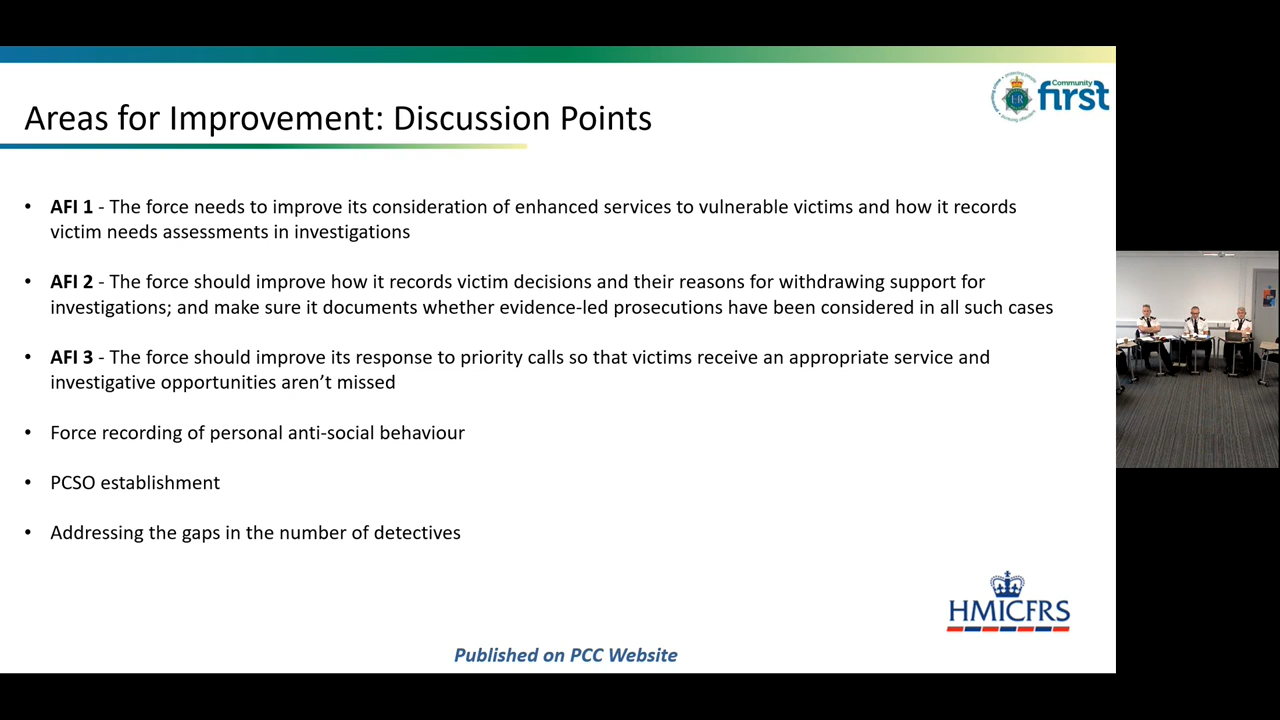 Community
first
Areas for Improvement: Discussion Points
• AFI 1 - The force needs to improve its consideration of enhanced services to vulnerable victims and how it records
victim needs assessments in investigations
• AFI 2 - The force should improve how it records victim decisions and their reasons for withdrawing support for
investigations; and make sure it documents whether evidence-led prosecutions have been considered in all such cases
• AFI 3 - The force should improve its response to priority calls so that victims receive an appropriate service and
investigative opportunities aren’t missed
• Force recording of personal anti-social behaviour
• PCSO establishment
• Addressing the gaps in the number of detectives
HMICFRS
Published on PCC Website